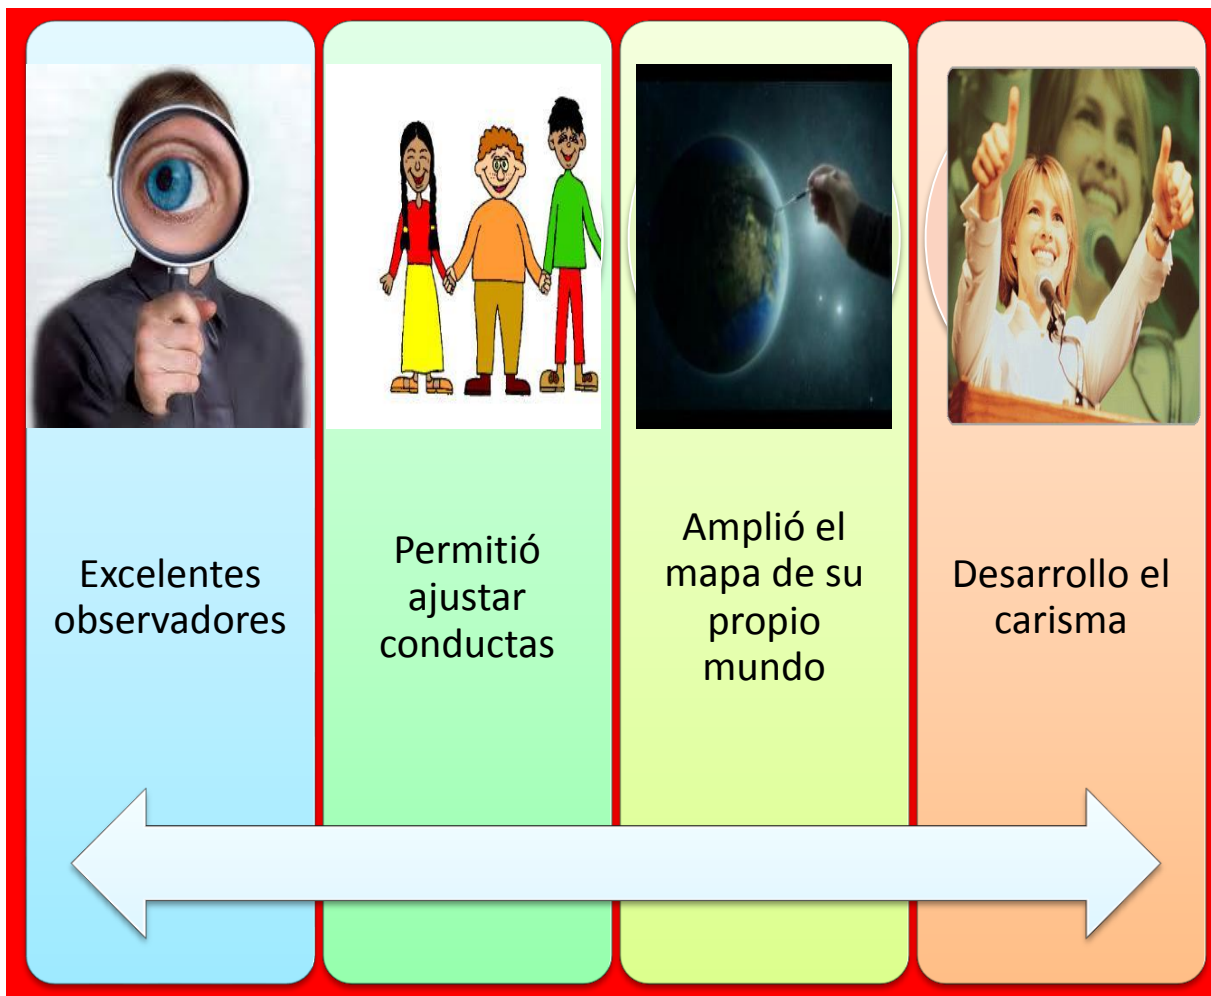 Excelentes
observadores
Permitió
ajustar
conductas
Amplió el
mapa de su
propio
mundo
Desarrollo el
carisma